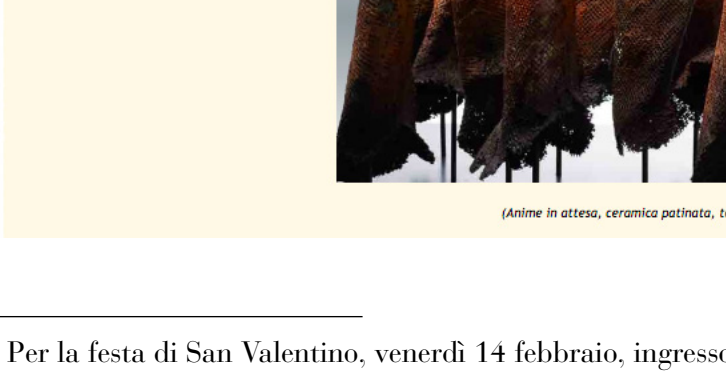 (Anime in attesa, ceramica patinata,
Per la festa di San Valentino, venerdì 14 febbraio, ingresso